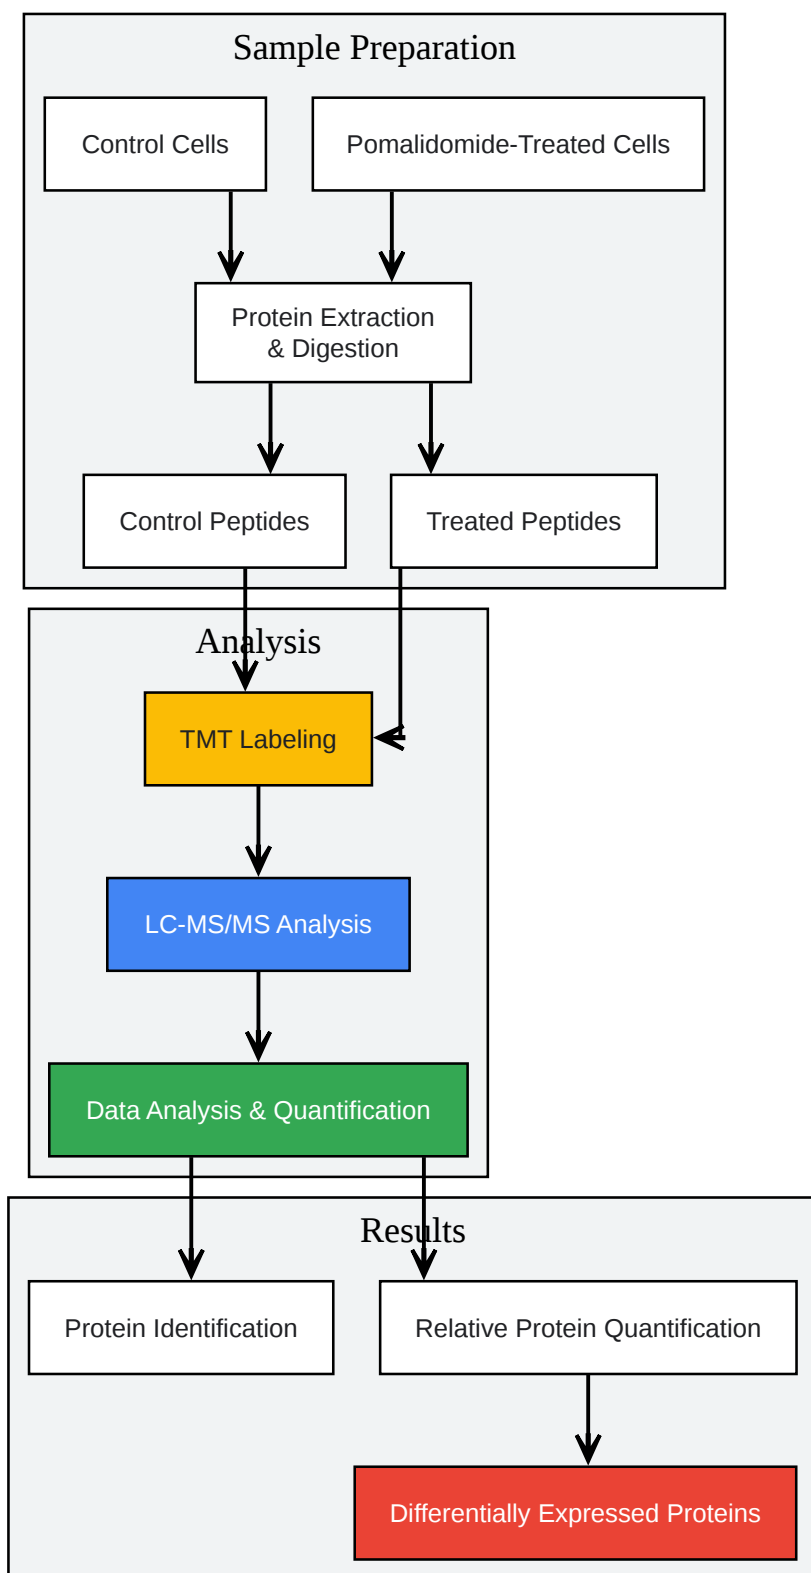 Sample Preparation
Control Cells
Pomalidomide-Treated Cells
Protein Extraction
& Digestion
Control Peptides
Treated Peptides
Analysis
TMT Labeling
LC-MS/MS Analysis
Data Analysis & Quantification
Results
Protein Identification
Relative Protein Quantification
Differentially Expressed Proteins